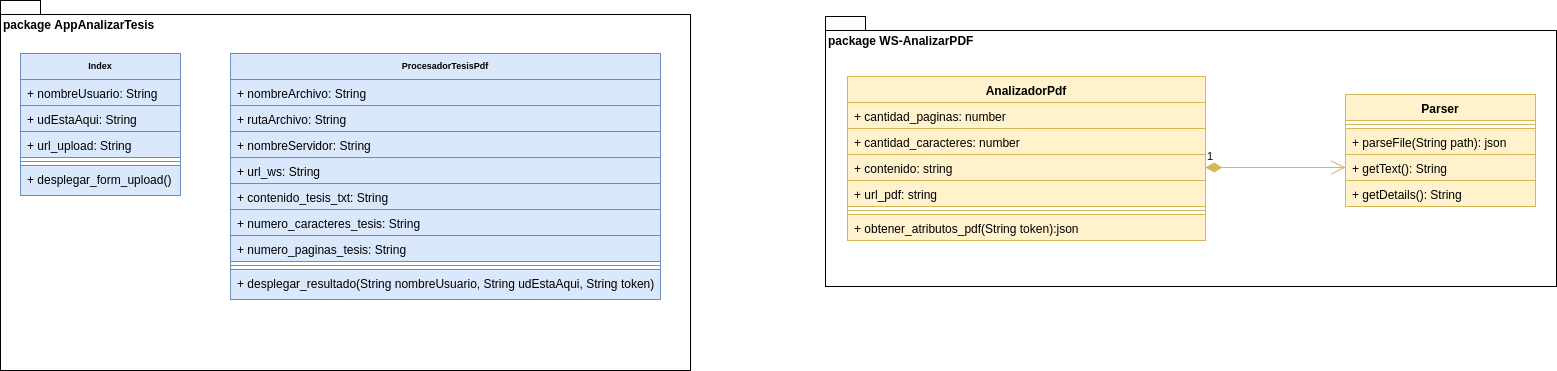 package AppAnalizarTesis
Index
+ nombreUsuario: String
+ udEstaAqui: String
+ url_upload: String
+ desplegar_form_upload()
ProcesadorTesisPdf
+ nombreArchivo: String
+ rutaArchivo: String
+ nombreServidor: String
+ url_ws: String
+ contenido_tesis_txt: String
+ numero_caracteres_tesis: String
+ numero_paginas_tesis: String
+ desplegar_resultado(String nombreUsuario, String udEstaAqui, String token)
package WS-AnalizarPDF
AnalizadorPdf
+ cantidad_paginas: number
+ cantidad_caracteres: number
+ contenido: string
+ url_pdf: string
+ obtener_atributos_pdf(String token):json
1
Parser
+ parseFile(String path): json
+ getText(): String
+ getDetails(): String